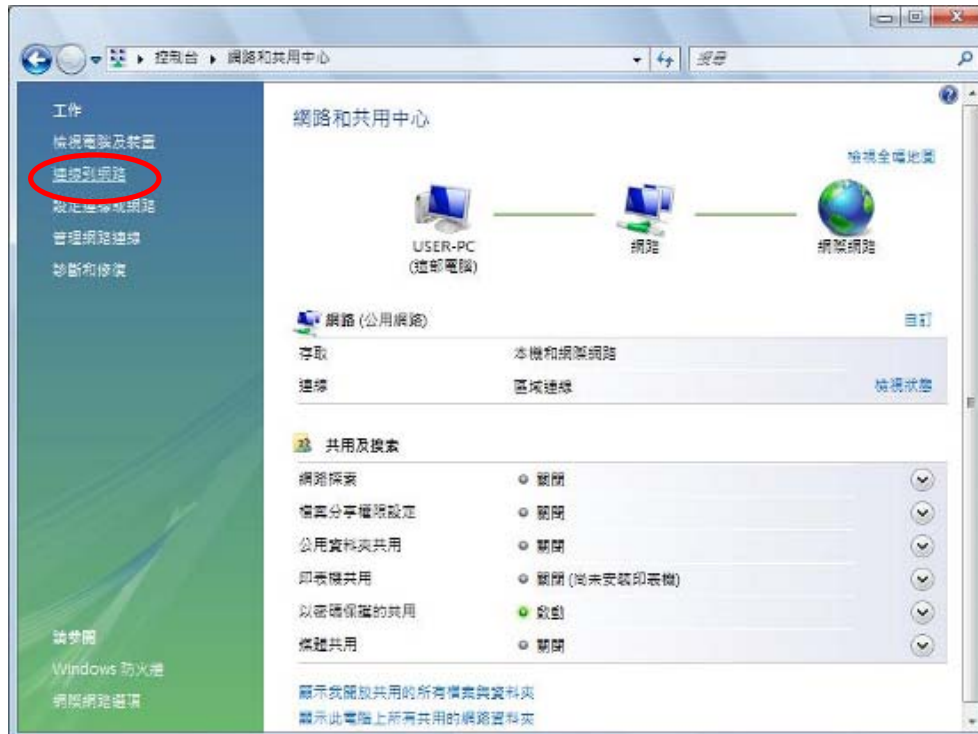 控制台 網路和共用中心 搜尋
工作
檢視電腦及裝置
連線到網路
設定連線或網路
管理網路連線
診斷和修復
請參閱
Windows 防火牆
網際網路選項
網路和共用中心
檢視全幅地圖
USER-PC
(這部電腦)
網路
網際網路
網路 (公用網路) 自訂
存取 本機和網際網路
連線 區域連線 檢視狀態
共用及搜索
網路探索 關閉
檔案分享權限設定 關閉
公用資料夾共用 關閉
印表機共用 關閉 (尚未安裝印表機)
以密碼保護的共用 啟動
媒體共用 關閉
顯示我開放共用的所有檔案與資料夾
顯示此電腦上所有共用的網路資料夾